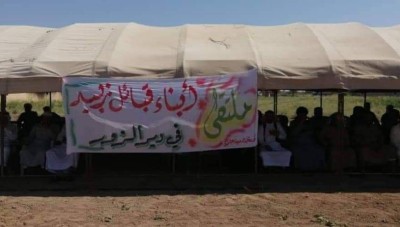 ملتقى أبناء قبائل زبيد
في دير الزور